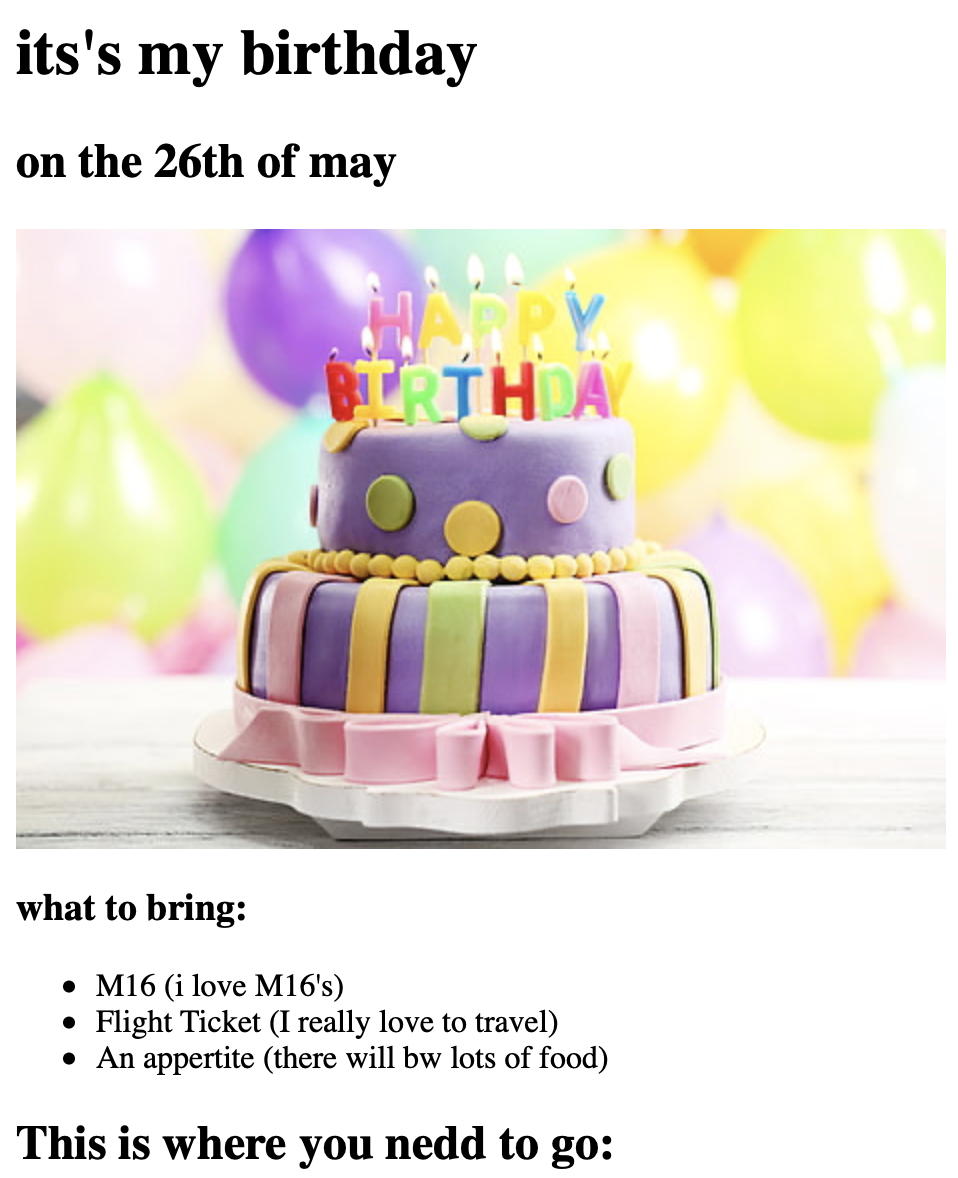 its's my birthday
on the 26th of may
HAPPY
BIRTHDAY
what to bring:
M16 (i love M16's)
Flight Ticket (I really love to travel)
An appertite (there will bw lots of food)
This is where you nedd to go: